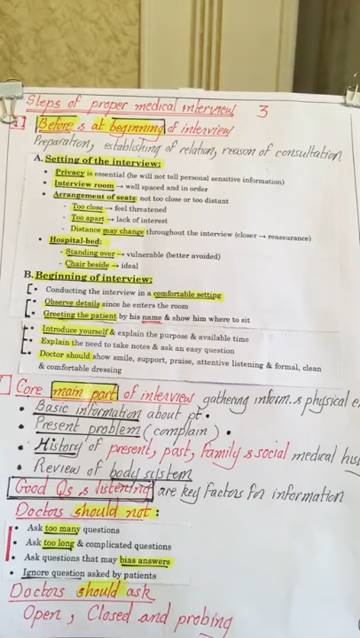 Steps of proper medical interview 3
1 Before & at beginning of interview
Preparation, establishing of relation, reason of consultation
A. Setting of the interview:
• Privacy is essential (he will not tell personal sensitive information)
• Interview room → well spaced and in order
• Arrangement of seats: not too close or too distant
- Too close → feel threatened
- Too apart → lack of interest
- Distance may change throughout the interview (closer → reassurance)
• Hospital-bed:
- Standing over → vulnerable (better avoided)
- Chair beside → ideal
B. Beginning of interview:
• Conducting the interview in a comfortable setting
• Observe details since he enters the room
• Greeting the patient by his name & show him where to sit
• Introduce yourself & explain the purpose & available time
• Explain the need to take notes & ask an easy question
• Doctor should show smile, support, praise, attentive listening & formal, clean
& comfortable dressing
Core main part of interview gathering inform. & physical e
• Basic information about pt.
• Present problem (complain)
• History of present, past, family & social medical his
• Review of body system
Good Qs & listening are key factors for information
Doctors should not:
• Ask too many questions
• Ask too long & complicated questions
• Ask questions that may bias answers
• Ignore question asked by patients
Doctors should ask
Open, Closed and probing